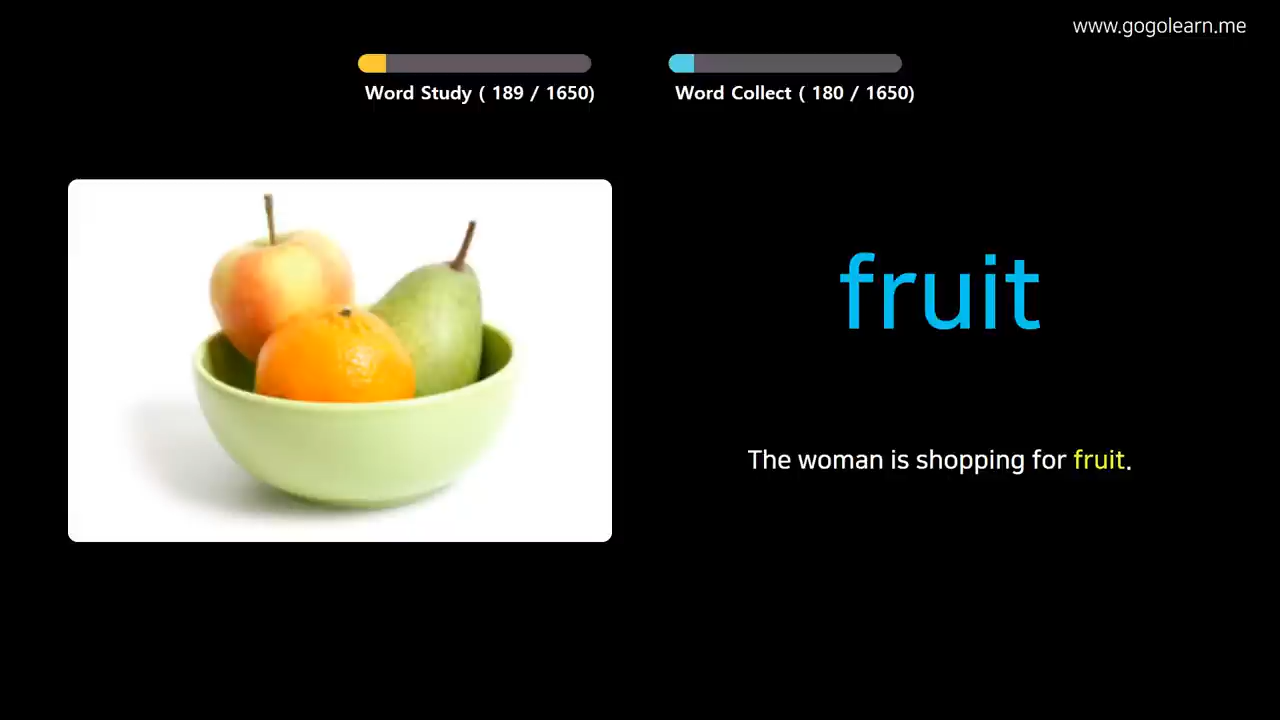 www.gogolearn.me
Word Study ( 189 / 1650)
Word Collect ( 180 / 1650)
fruit
The woman is shopping for fruit.